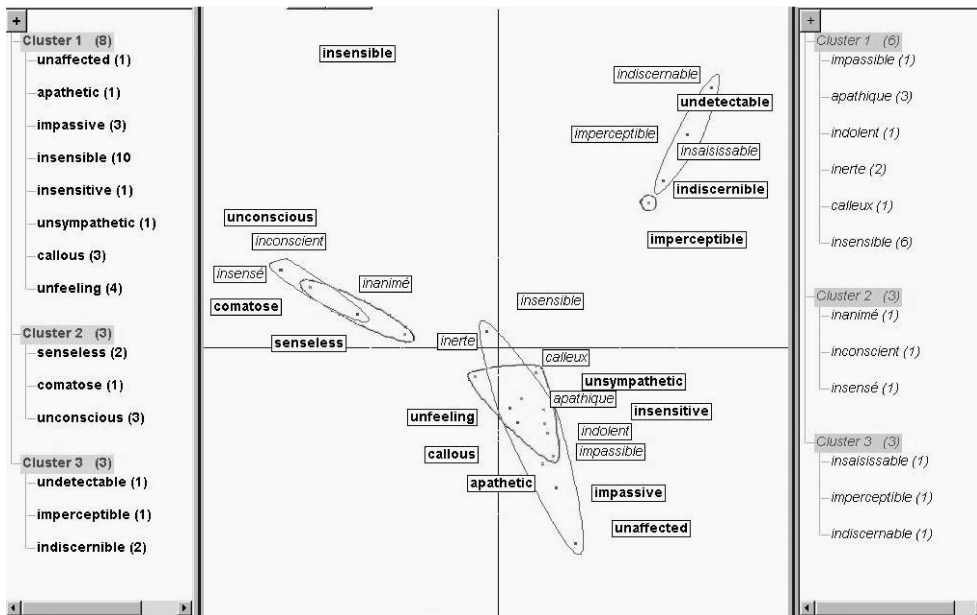 +
Cluster 1 (8)
unaffected (1)
apathetic (1)
impassive (3)
insensible (10
insensitive (1)
unsympathetic (1)
callous (3)
unfeeling (4)
Cluster 2 (3)
senseless (2)
comatose (1)
unconscious (3)
Cluster 3 (3)
undetectable (1)
imperceptible (1)
indiscernible (2)
insensible
indiscernable
undetectable
imperceptible
insaisissable
indiscernible
imperceptible
unconscious
inconscient
insensé
inanimé
comatose
senseless
insensible
inerte
calleux
unsympathetic
apathique
insensitive
unfeeling
indolent
impassible
callous
apathetic
impassive
unaffected
+
Cluster 1 (6)
impassible (1)
apathique (3)
indolent (1)
inerte (2)
calleux (1)
insensible (6)
Cluster 2 (3)
inanimé (1)
inconscient (1)
insensé (1)
Cluster 3 (3)
insaisissable (1)
imperceptible (1)
indiscernable (1)